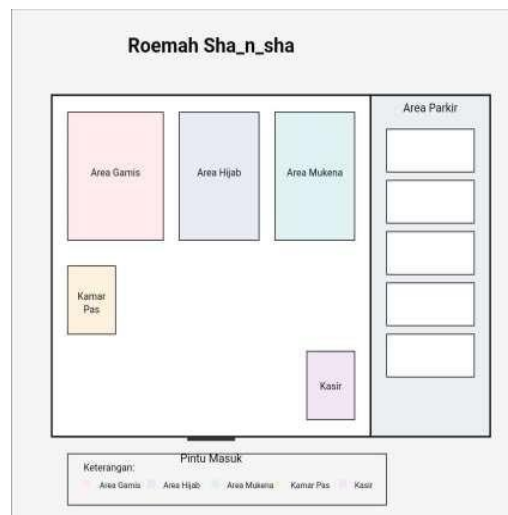 Roemah Sha_n_sha
Area Parkir
Area Gamis
Area Hijab
Area Mukena
Kamar
Pas
Kasir
Pintu Masuk
Keterangan:
Area Gamis Area Hijab Area Mukena Kamar Pas Kasir